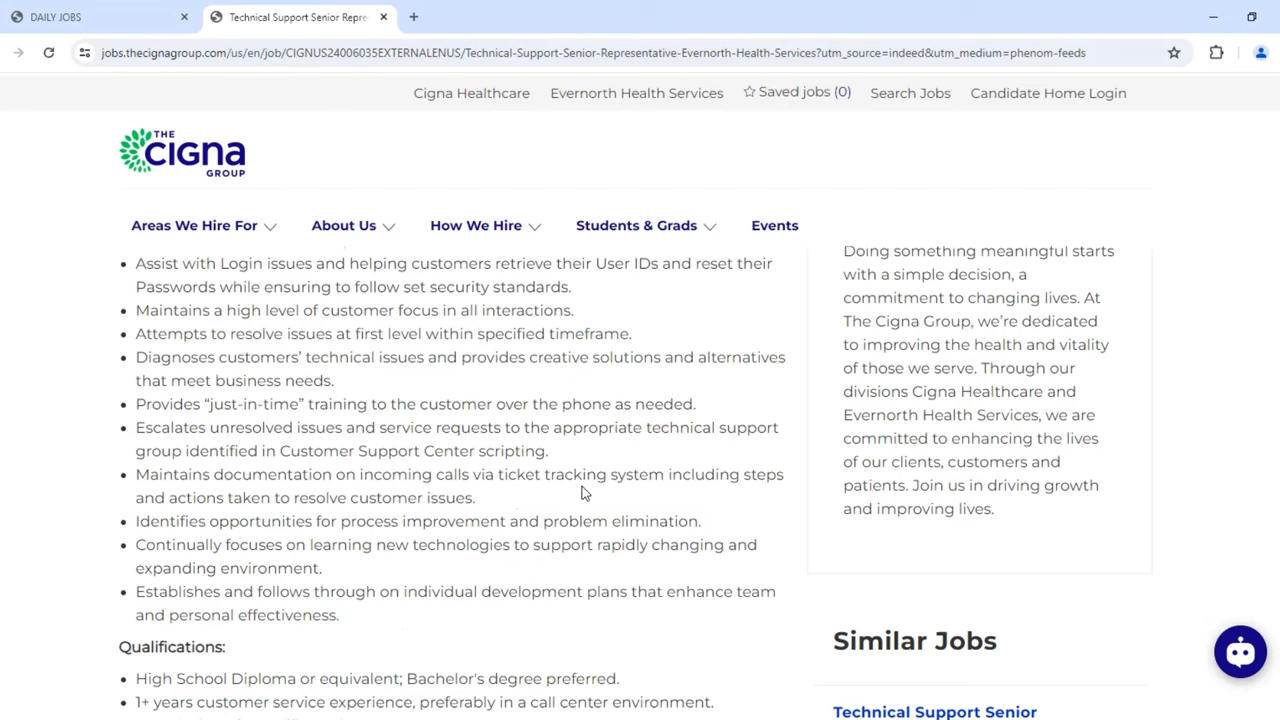 DAILY JOBS
Technical Support Senior Repre
jobs.thecignagroup.com/us/en/job/CIGNUS24006035EXTERNALENUS/Technical-Support-Senior-Representative-Evernorth-Health-Services?utm_source=indeed&utm_medium=phenom-feeds
Cigna Healthcare Evernorth Health Services Saved jobs (0) Search Jobs Candidate Home Login
THE
cigna
GROUP
Areas We Hire For About Us How We Hire Students & Grads Events
• Assist with Login issues and helping customers retrieve their User IDs and reset their
Passwords while ensuring to follow set security standards.
• Maintains a high level of customer focus in all interactions.
• Attempts to resolve issues at first level within specified timeframe.
• Diagnoses customers’ technical issues and provides creative solutions and alternatives
that meet business needs.
• Provides “just-in-time” training to the customer over the phone as needed.
• Escalates unresolved issues and service requests to the appropriate technical support
group identified in Customer Support Center scripting.
• Maintains documentation on incoming calls via ticket tracking system including steps
and actions taken to resolve customer issues.
• Identifies opportunities for process improvement and problem elimination.
• Continually focuses on learning new technologies to support rapidly changing and
expanding environment.
• Establishes and follows through on individual development plans that enhance team
and personal effectiveness.
Qualifications:
• High School Diploma or equivalent; Bachelor's degree preferred.
• 1+ years customer service experience, preferably in a call center environment.
Doing something meaningful starts
with a simple decision, a
commitment to changing lives. At
The Cigna Group, we’re dedicated
to improving the health and vitality
of those we serve. Through our
divisions Cigna Healthcare and
Evernorth Health Services, we are
committed to enhancing the lives
of our clients, customers and
patients. Join us in driving growth
and improving lives.
Similar Jobs
Technical Support Senior